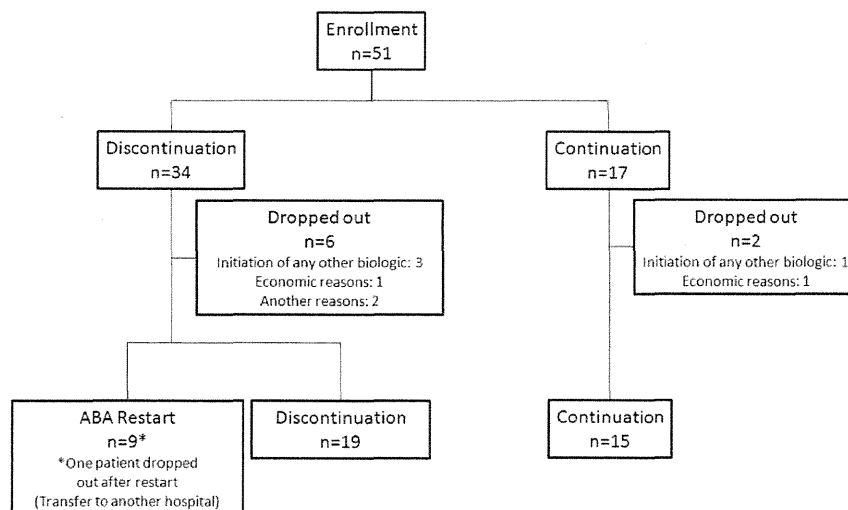 Enrollment
n=51
Discontinuation
n=34
Continuation
n=17
Dropped out
n=6
Initiation of any other biologic: 3
Economic reasons: 1
Another reasons: 2
Dropped out
n=2
Initiation of any other biologic: 1
Economic reasons: 1
ABA Restart
n=9*
*One patient dropped
out after restart
(Transfer to another hospital)
Discontinuation
n=19
Continuation
n=15